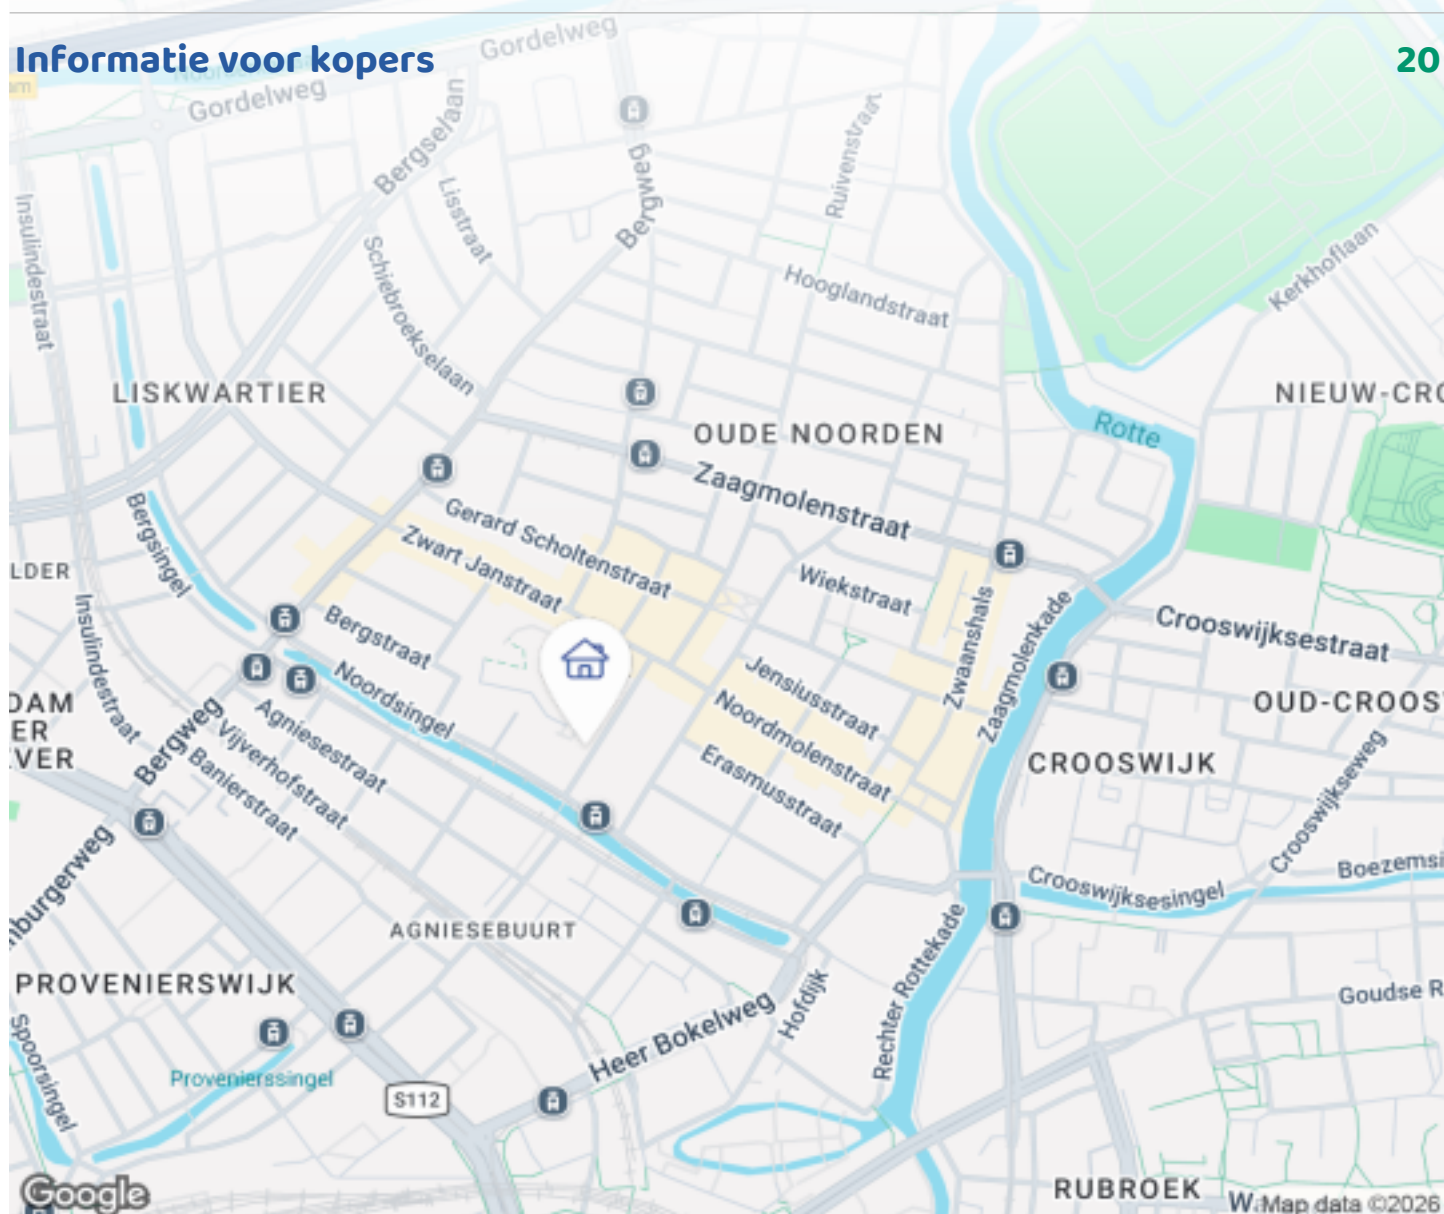 Informatie voor kopers
20
Gordelweg
Gordelweg
Bergselaan
Lisstraat
Bergweg
Ruivenstraat
Insulindestraat
Schiebroekselaan
Hooglandstraat
Kerkhoflaan
LISKWARTIER
NIEUW-CRO
OUDE NOORDEN
Rotte
Zaagmolenstraat
Bergsingel
Gerard Scholtenstraat
Zwart Janstraat
LDER
Wiekstraat
Insulindestraat
Bergstraat
Zwaanshals
Zaagmolenkade
Crooswijksestraat
Noordsingel
Jensiusstraat
Noordmolenstraat
DAM
ER
VER
OUD-CROOS
Bergweg
Agniesestraat
Vijverhofstraat
Banierstraat
Erasmusstraat
CROOSWIJK
Crooswijkseweg
nburgerweg
Boezemsi
Crooswijksesingel
AGNIESEBUURT
Rechter Rottekade
PROVENIERSWIJK
Hofdijk
Goudse R
Heer Bokelweg
Spoorsingel
Provenierssingel
S112
RUBROEK
Google
W
Map data ©2026